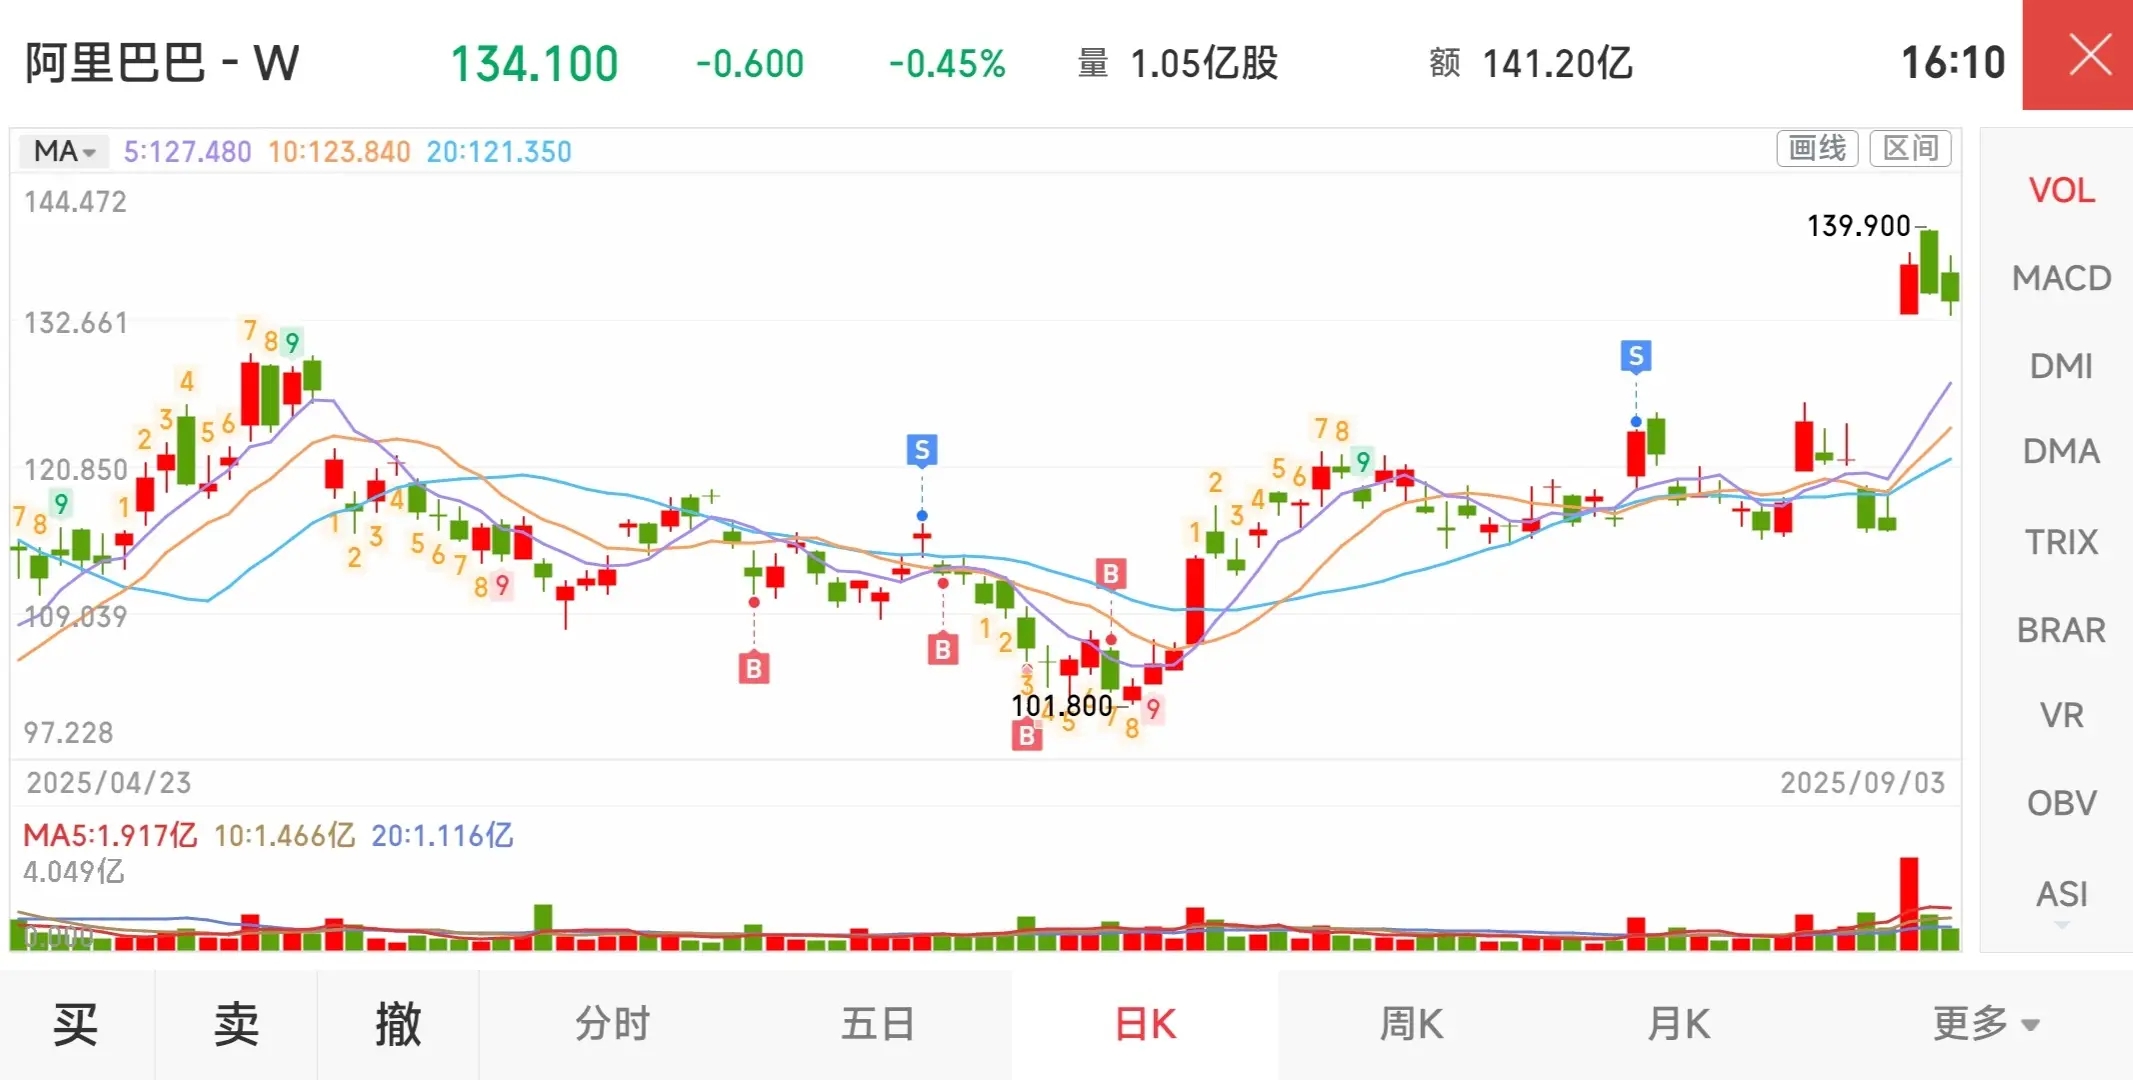 阿里巴巴 - W 134.100 -0.600 -0.45% 量 1.05亿股 额 141.20亿 16:10
MA 5:127.480 10:123.840 20:121.350 画线 区间
144.472
139.900
132.661
120.850
109.039
101.800
97.228
7 8 9 1 2 3 4 5 6 7 8 9
1 2 3 4 5 6 7 8 9
B
S
B
1 2 3 4 5 6 7 8 9
B
B
1 2 3 4 5 6 7 8 9
S
2025/04/23 2025/09/03
MA5:1.917亿 10:1.466亿 20:1.116亿
4.049亿
0.000
VOL
MACD
DMI
DMA
TRIX
BRAR
VR
OBV
ASI
买 卖 撤 分时 五日 日K 周K 月K 更多